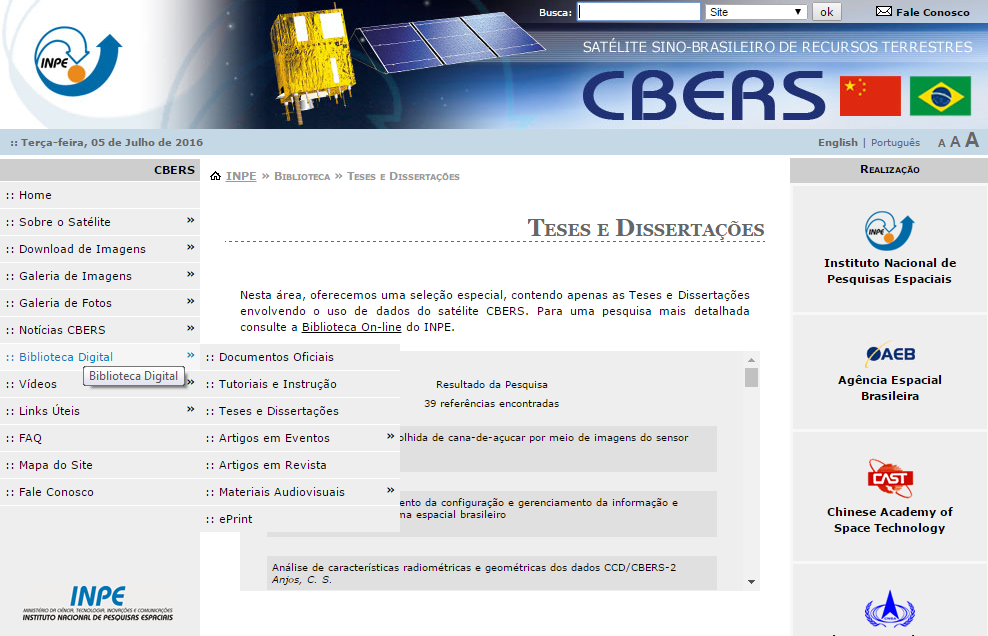 INPE
Busca:
Site
ok
Fale Conosco
SATÉLITE SINO-BRASILEIRO DE RECURSOS TERRESTRES
CBERS
:: Terça-feira, 05 de Julho de 2016
English | Português A A A
CBERS
:: Home
:: Sobre o Satélite »
:: Download de Imagens »
:: Galeria de Imagens »
:: Galeria de Fotos »
:: Notícias CBERS »
:: Biblioteca Digital »
Biblioteca Digital
:: Vídeos »
:: Links Úteis »
:: FAQ
:: Mapa do Site
:: Fale Conosco
INPE
MINISTÉRIO DA CIÊNCIA, TECNOLOGIA, INOVAÇÕES E COMUNICAÇÕES
INSTITUTO NACIONAL DE PESQUISAS ESPACIAIS
:: Documentos Oficiais
:: Tutoriais e Instrução
:: Teses e Dissertações
:: Artigos em Eventos »
:: Artigos em Revista
:: Materiais Audiovisuais »
:: ePrint
INPE » Biblioteca » Teses e Dissertações
Teses e Dissertações
Nesta área, oferecemos uma seleção especial, contendo apenas as Teses e Dissertações
envolvendo o uso de dados do satélite CBERS. Para uma pesquisa mais detalhada
consulte a Biblioteca On-line do INPE.
Resultado da Pesquisa
39 referências encontradas
olhida de cana-de-açucar por meio de imagens do sensor
ento da configuração e gerenciamento da informação e
ma espacial brasileiro
Análise de características radiométricas e geométricas dos dados CCD/CBERS-2
Anjos, C. S.
Realização
INPE
Instituto Nacional de
Pesquisas Espaciais
AEB
Agência Espacial
Brasileira
CAST
Chinese Academy of
Space Technology